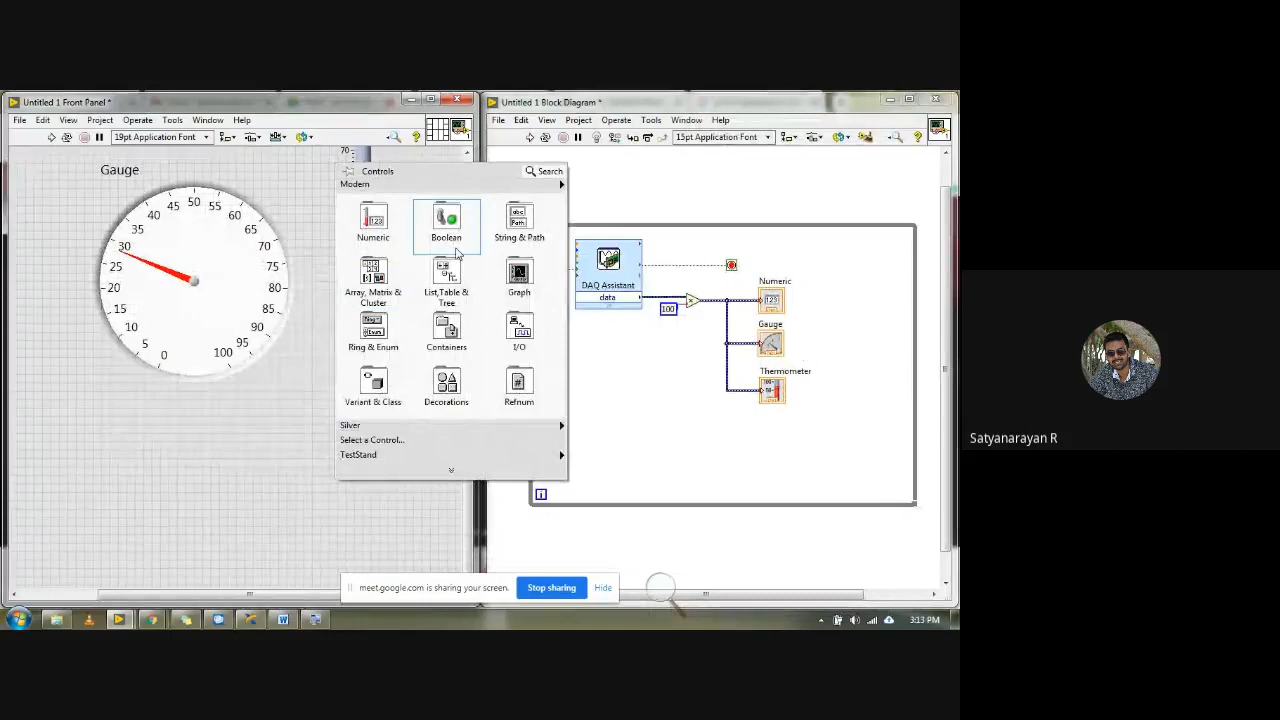 Untitled 1 Front Panel *
File Edit View Project Operate Tools Window Help
19pt Application Font
Gauge
0
5
10
15
20
25
30
35
40
45
50
55
60
65
70
75
80
85
90
95
100
70
Controls
Search
Modern
Numeric
Boolean
String & Path
Array, Matrix & Cluster
List, Table & Tree
Graph
Ring & Enum
Containers
I/O
Variant & Class
Decorations
Refnum
Silver
Select a Control...
TestStand
Untitled 1 Block Diagram *
File Edit View Project Operate Tools Window Help
15pt Application Font
DAQ Assistant
data
100
Numeric
123
Gauge
Thermometer
i
meet.google.com is sharing your screen.
Stop sharing
Hide
3:13 PM
Satyanarayan R